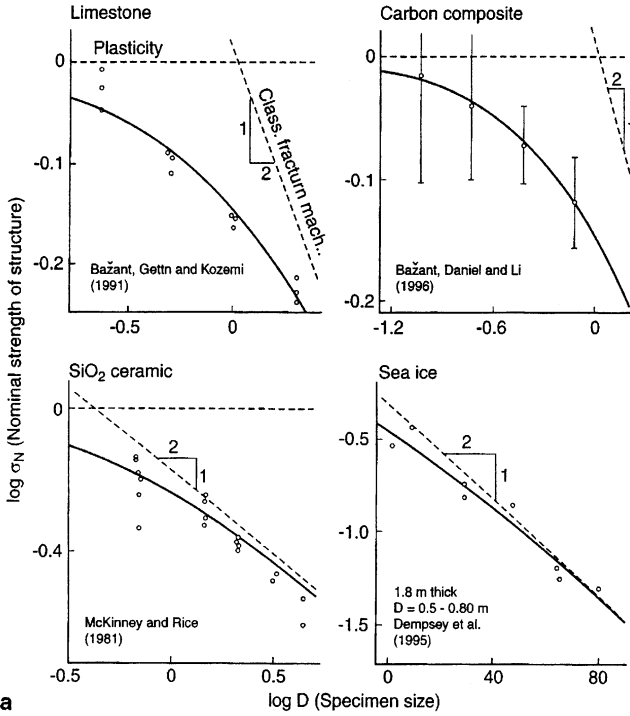 Limestone
0
Plasticity
Class. fracturn mach..
1
2
-0.1
-0.2
Bažant, Gettn and Kozemi
(1991)
-0.5
0
Carbon composite
0
2
-0.1
Bažant, Daniel and Li
(1996)
-0.2
-1.2
-0.6
0
log σN (Nominal strength of structure)
SiO2 ceramic
0
2
1
-0.4
McKinney and Rice
(1981)
-0.5
0
0.5
Sea ice
-0.5
2
1
-1.0
1.8 m thick
D = 0.5 - 0.80 m
Dempsey et al.
(1995)
-1.5
0
40
80
a
log D (Specimen size)